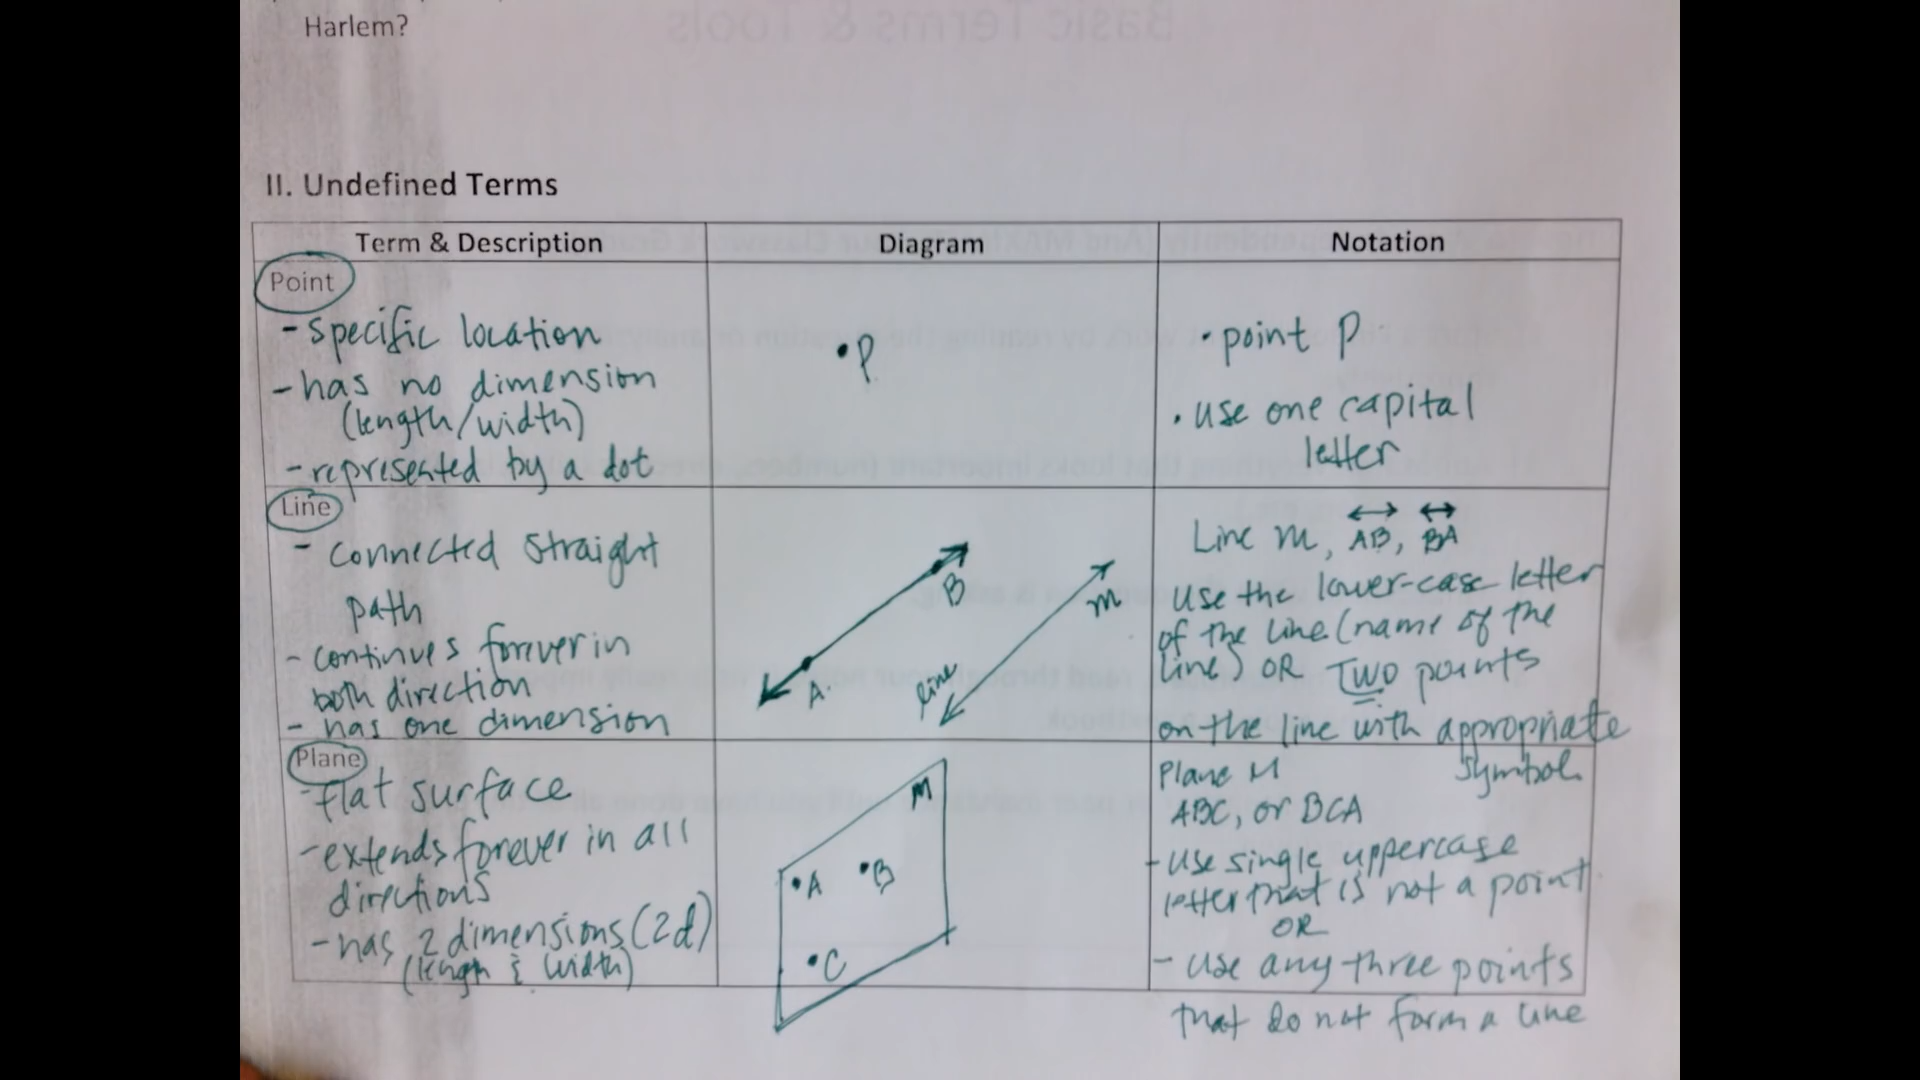 Harlem?
Basic Terms & Tools
II. Undefined Terms
Term & Description
Diagram
Notation
Point
- specific location
- has no dimension
(length/width)
- represented by a dot
• P
• point P
• use one capital
letter
Line
- connected straight
path
- continues forever in
both direction
- has one dimension
B
A
m
line
Line m, AB, BA
use the lower-case letter
of the line (name of the
line) OR Two points
on the line with appropriate
symbol
Plane
- flat surface
- extends forever in all
directions
- has 2 dimensions (2d)
(lengh & width)
M
• A
• B
• C
Plane M
ABC, or BCA
- use single uppercase
letter that is not a point
OR
- use any three points
that do not form a line